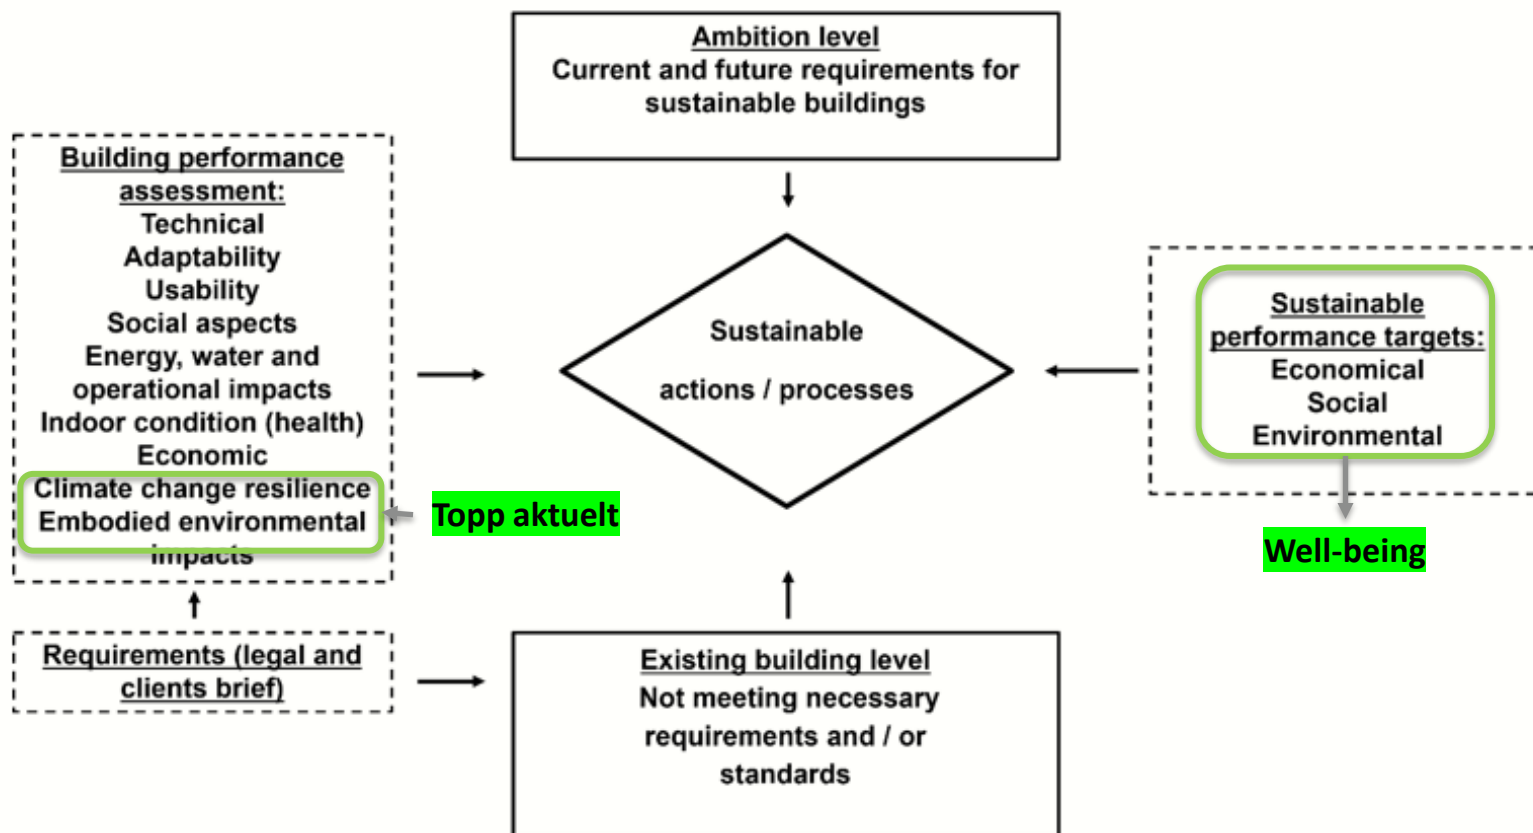 Ambition level
Current and future requirements for
sustainable buildings
Building performance
assessment:
Technical
Adaptability
Usability
Social aspects
Energy, water and
operational impacts
Indoor condition (health)
Economic
Climate change resilience
Embodied environmental
impacts
Topp aktuelt
Sustainable
actions / processes
Sustainable
performance targets:
Economical
Social
Environmental
Well-being
Requirements (legal and
clients brief)
Existing building level
Not meeting necessary
requirements and / or
standards